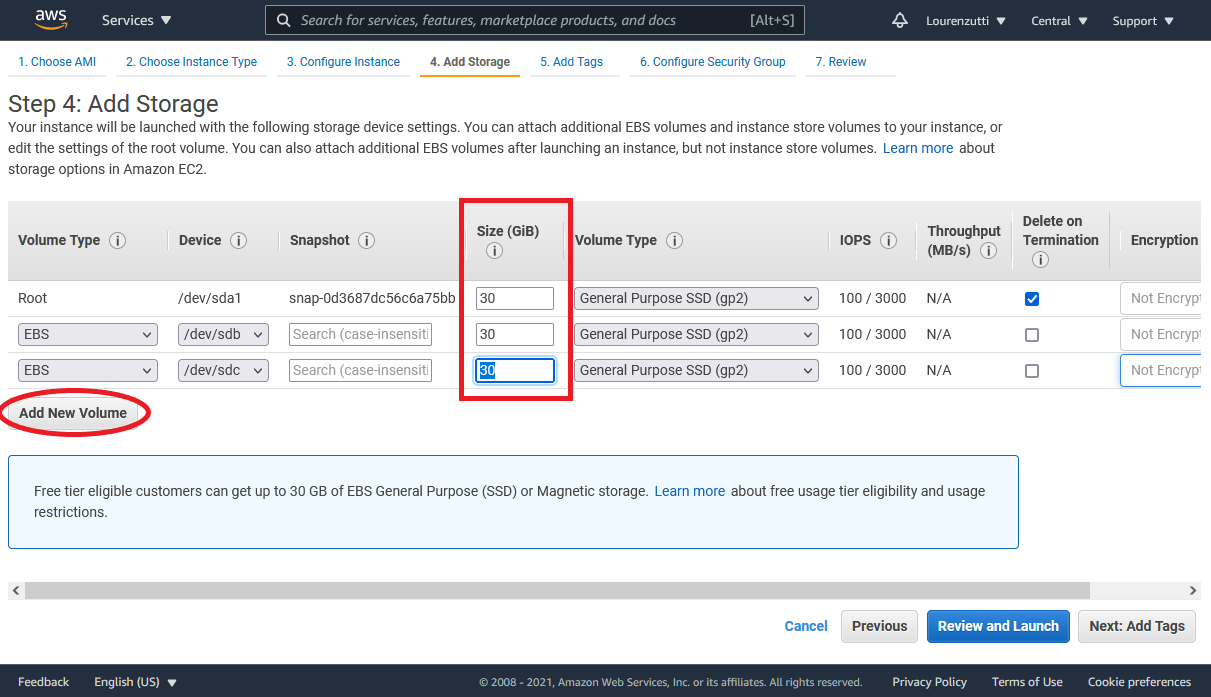 aws Services Search for services, features, marketplace products, and docs [Alt+S] Lourenzutti Central Support
1. Choose AMI 2. Choose Instance Type 3. Configure Instance 4. Add Storage 5. Add Tags 6. Configure Security Group 7. Review
Step 4: Add Storage
Your instance will be launched with the following storage device settings. You can attach additional EBS volumes and instance store volumes to your instance, or
edit the settings of the root volume. You can also attach additional EBS volumes after launching an instance, but not instance store volumes. Learn more about
storage options in Amazon EC2.
Volume Type i Device i Snapshot i Size (GiB) i Volume Type i IOPS i Throughput (MB/s) i Delete on Termination i Encryption
Root /dev/sda1 snap-0d3687dc56c6a75bb 30 General Purpose SSD (gp2) 100 / 3000 N/A Not Encrypt
EBS /dev/sdb Search (case-insensiti 30 General Purpose SSD (gp2) 100 / 3000 N/A Not Encrypt
EBS /dev/sdc Search (case-insensiti 30 General Purpose SSD (gp2) 100 / 3000 N/A Not Encrypt
Add New Volume
Free tier eligible customers can get up to 30 GB of EBS General Purpose (SSD) or Magnetic storage. Learn more about free usage tier eligibility and usage
restrictions.
Cancel Previous Review and Launch Next: Add Tags
Feedback English (US) © 2008 - 2021, Amazon Web Services, Inc. or its affiliates. All rights reserved. Privacy Policy Terms of Use Cookie preferences